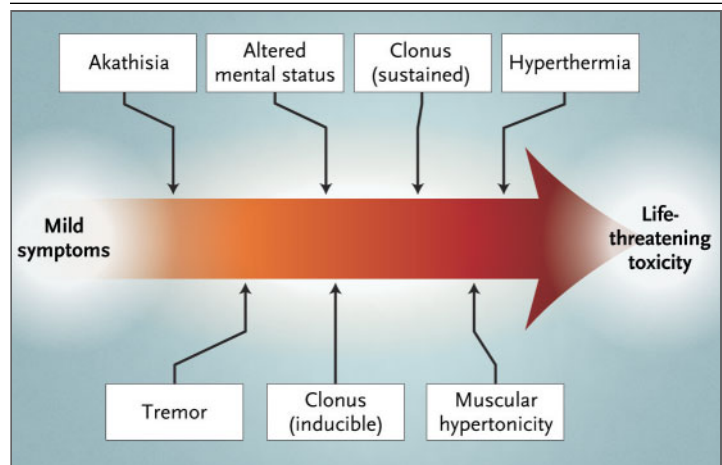 Akathisia
Altered
mental status
Clonus
(sustained)
Hyperthermia
Mild
symptoms
Life-
threatening
toxicity
Tremor
Clonus
(inducible)
Muscular
hypertonicity